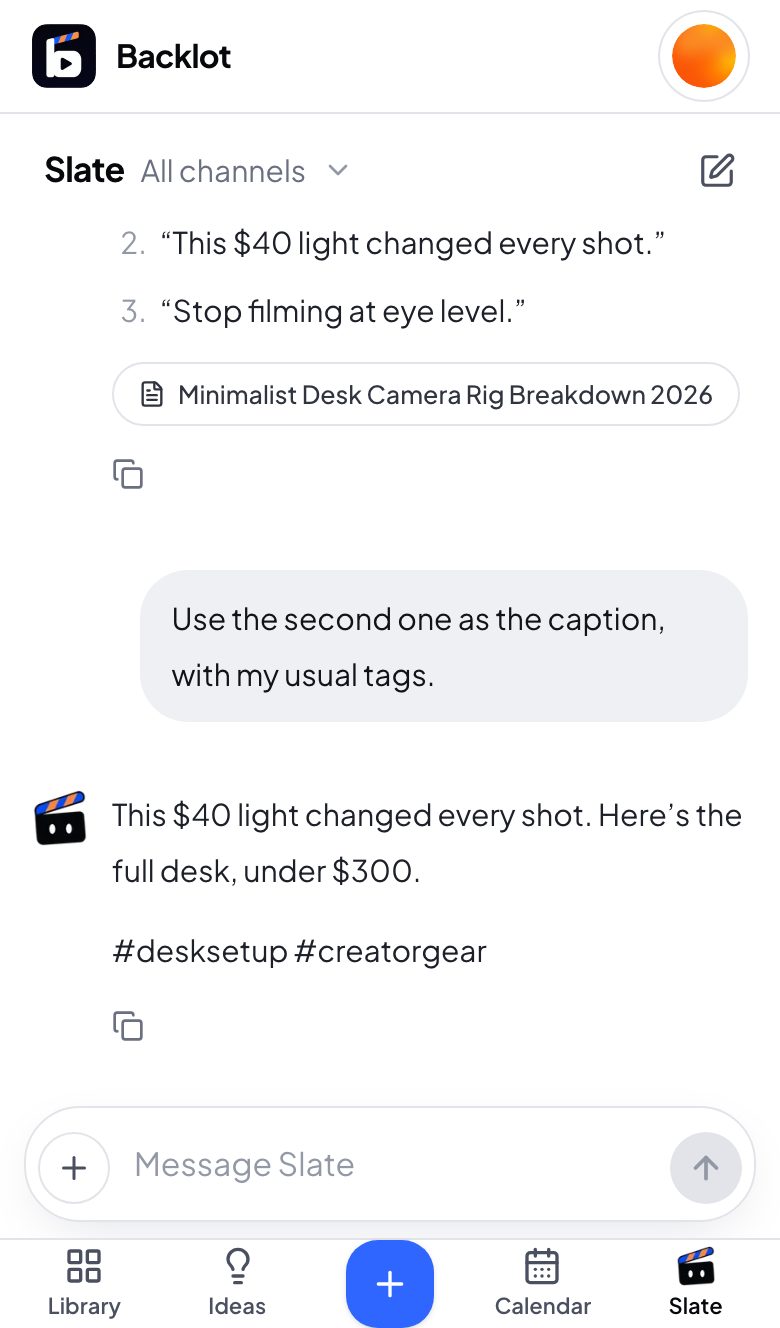 Backlot
Slate All channels
2. “This $40 light changed every shot.”
3. “Stop filming at eye level.”
Minimalist Desk Camera Rig Breakdown 2026
Use the second one as the caption,
with my usual tags.
This $40 light changed every shot. Here’s the
full desk, under $300.
#desksetup #creatorgear
Message Slate
Library Ideas Calendar Slate